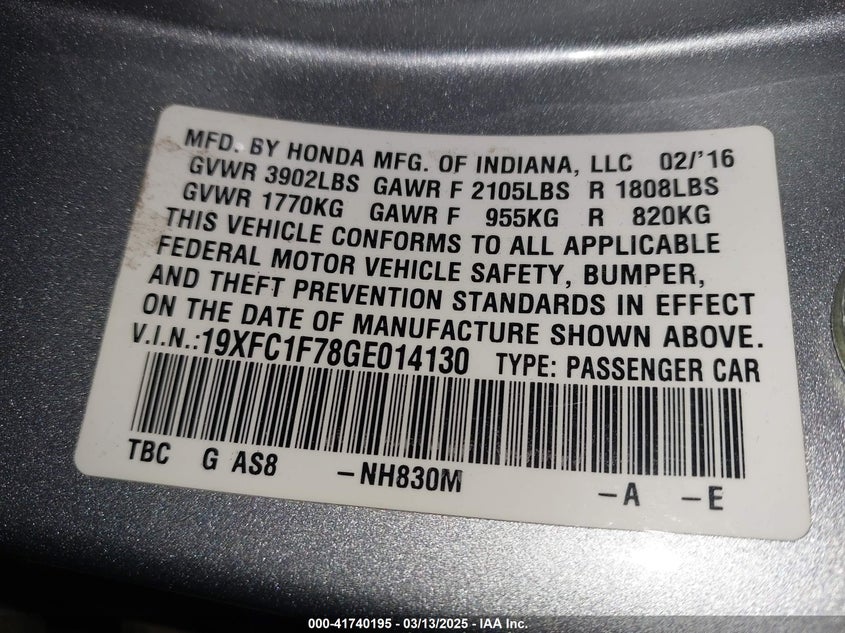 MFD. BY HONDA MFG. OF INDIANA, LLC 02/'16
GVWR 3902LBS GAWR F 2105LBS R 1808LBS
GVWR 1770KG GAWR F 955KG R 820KG
THIS VEHICLE CONFORMS TO ALL APPLICABLE
FEDERAL MOTOR VEHICLE SAFETY, BUMPER,
AND THEFT PREVENTION STANDARDS IN EFFECT
ON THE DATE OF MANUFACTURE SHOWN ABOVE.
V.I.N.:19XFC1F78GE014130 TYPE: PASSENGER CAR
TBC G AS8 –NH830M –A –E
000-41740195 - 03/13/2025 - IAA Inc.